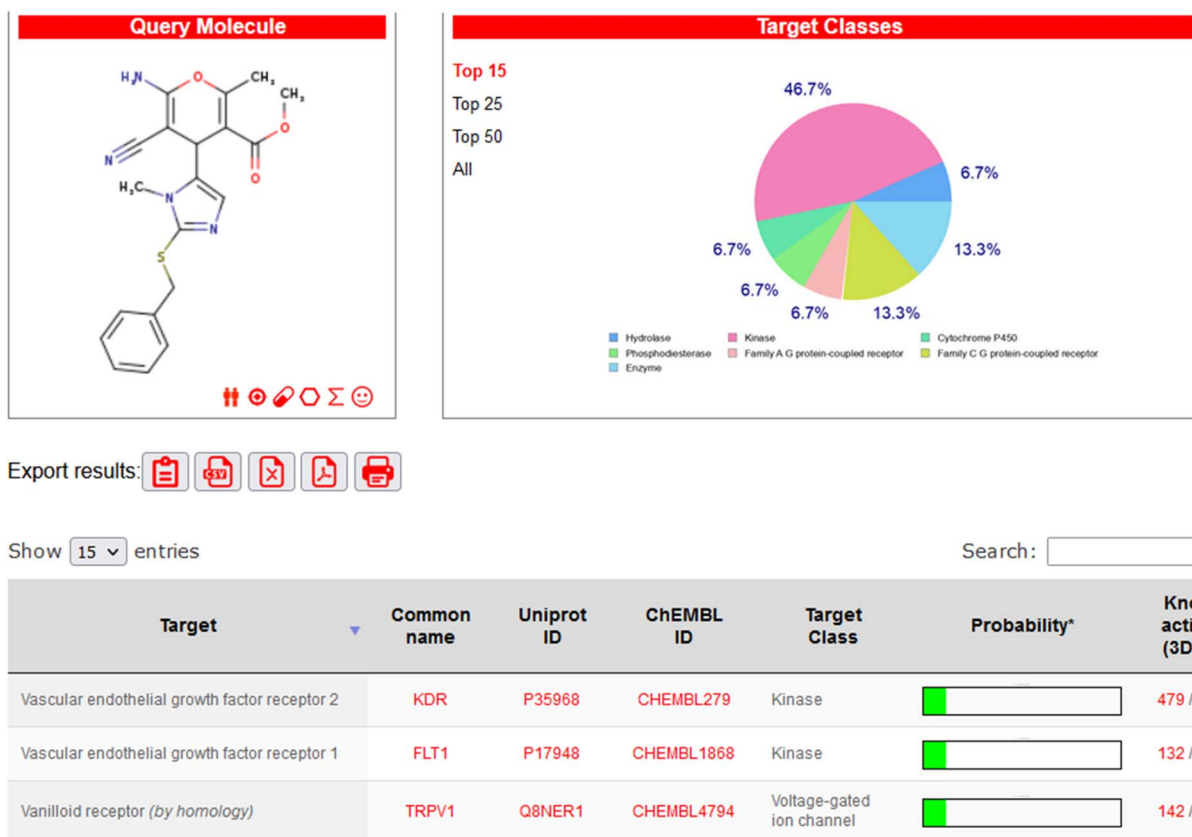 Query Molecule
Target Classes
H₂N
O
CH₃
CH₃
O
O
N
H₃C
N
N
S
Top 15
Top 25
Top 50
All
46.7%
6.7%
13.3%
13.3%
6.7%
6.7%
6.7%
Hydrolase
Kinase
Cytochrome P450
Phosphodiesterase
Family A G protein-coupled receptor
Family C G protein-coupled receptor
Enzyme
Export results:
CSV
Show 15 entries
Search:
Target
Common name
Uniprot ID
ChEMBL ID
Target Class
Probability*
Vascular endothelial growth factor receptor 2 KDR P35968 CHEMBL279 Kinase 479 /
Vascular endothelial growth factor receptor 1 FLT1 P17948 CHEMBL1868 Kinase 132 /
Vanilloid receptor (by homology) TRPV1 Q8NER1 CHEMBL4794 Voltage-gated ion channel 142 /